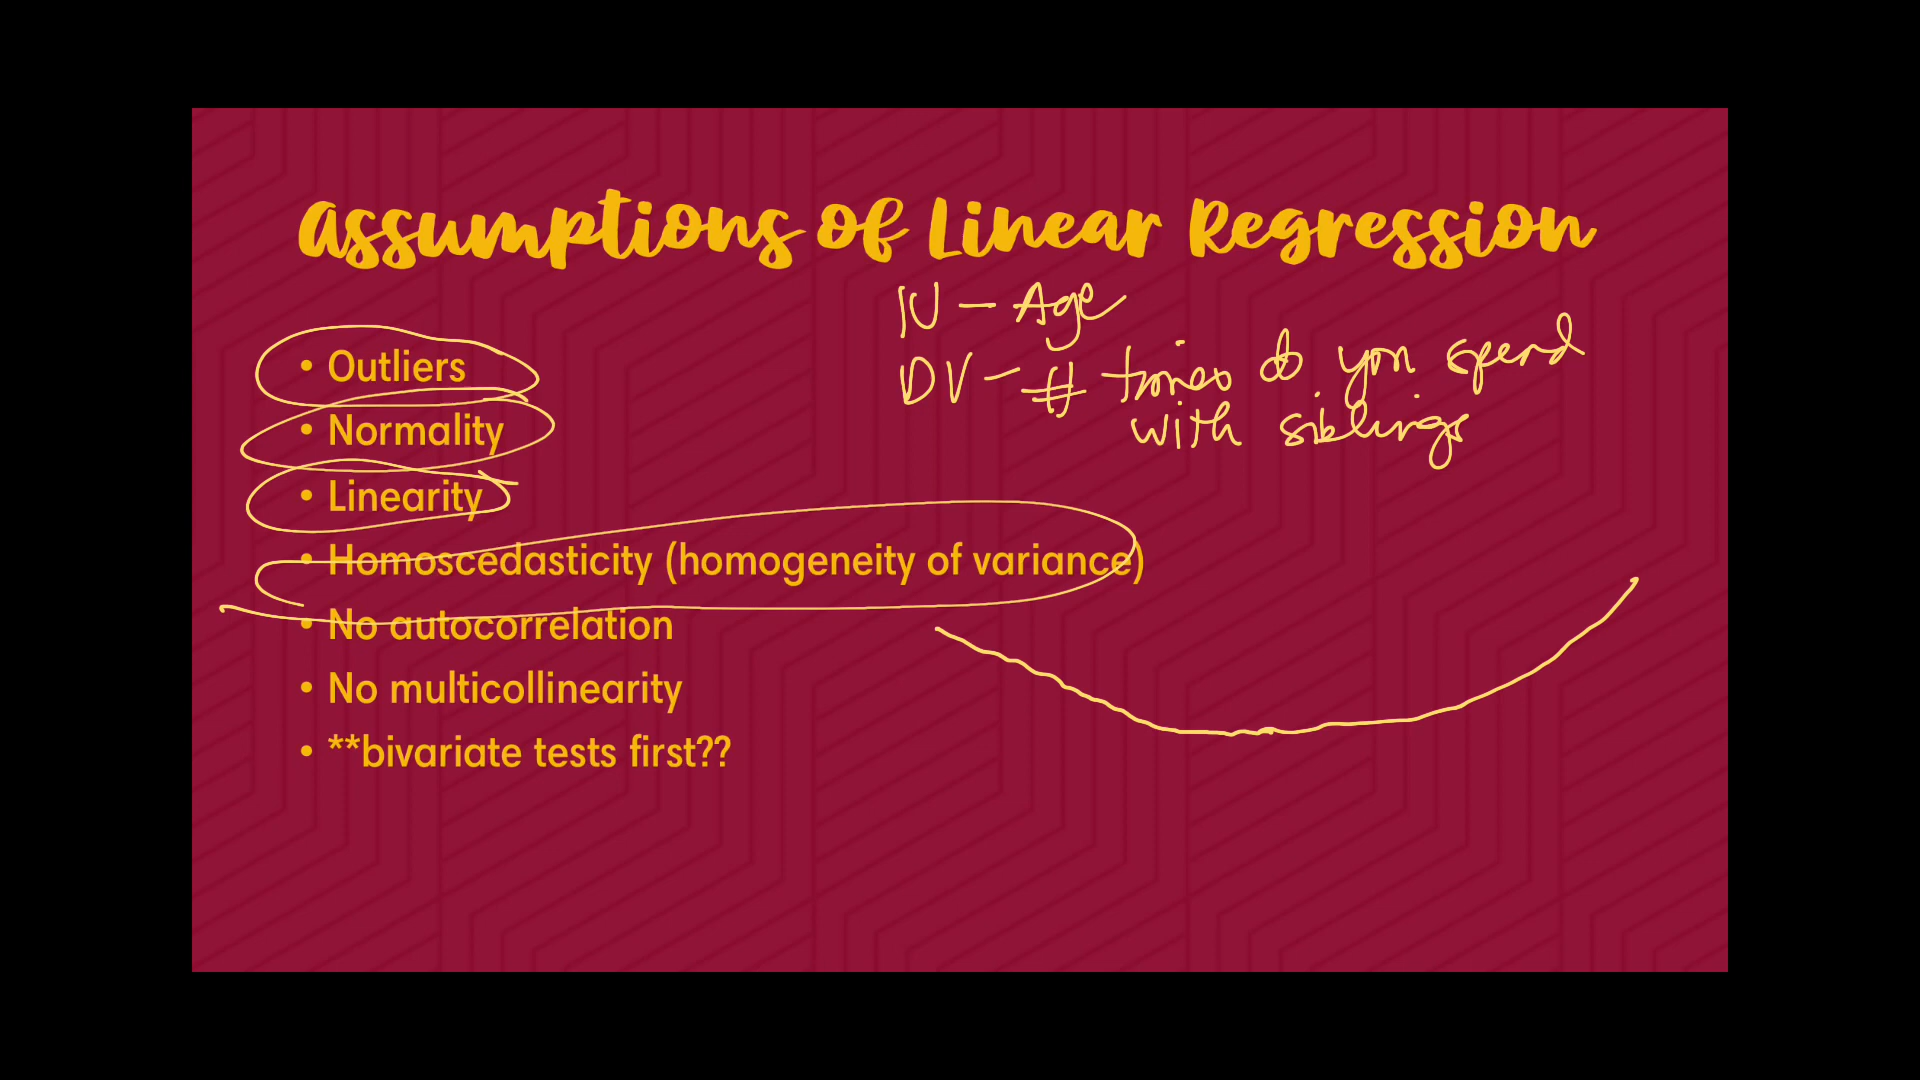 Assumptions of Linear Regression
IV - Age
DV - # times do you spend
with siblings
• Outliers
• Normality
• Linearity
• Homoscedasticity (homogeneity of variance)
• No autocorrelation
• No multicollinearity
• **bivariate tests first??